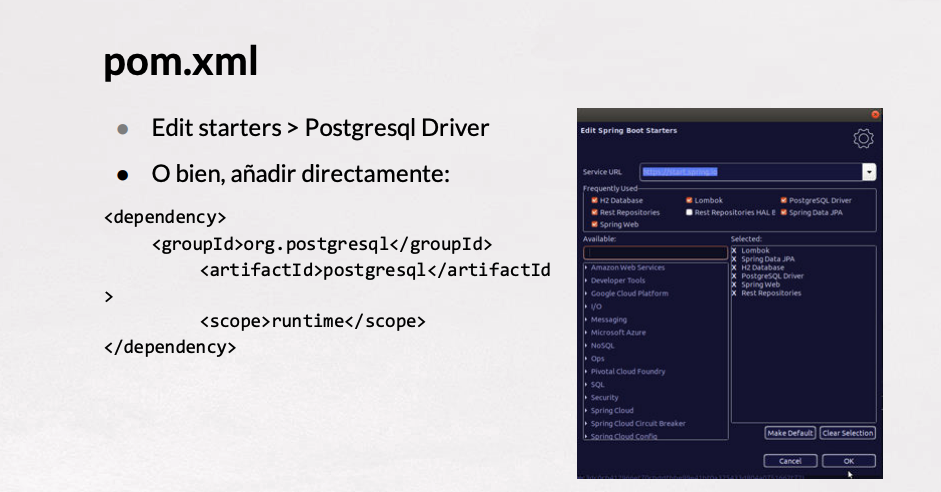 pom.xml
Edit starters > Postgresql Driver
O bien, añadir directamente:
<dependency>
<groupId>org.postgresql</groupId>
<artifactId>postgresql</artifactId
>
<scope>runtime</scope>
</dependency>
Edit Spring Boot Starters
Service URL
https://start.spring.io
Frequently Used
H2 Database Lombok PostgreSQL Driver
Rest Repositories Rest Repositories HAL E Spring Data JPA
Spring Web
Available: Selected:
X Lombok
X Spring Data JPA
X H2 Database
X PostgreSQL Driver
X Spring Web
X Rest Repositories
Amazon Web Services
Developer Tools
Google Cloud Platform
I/O
Messaging
Microsoft Azure
NoSQL
Ops
Pivotal Cloud Foundry
SQL
Security
Spring Cloud
Spring Cloud Circuit Breaker
Spring Cloud Config
Make Default Clear Selection
Cancel OK